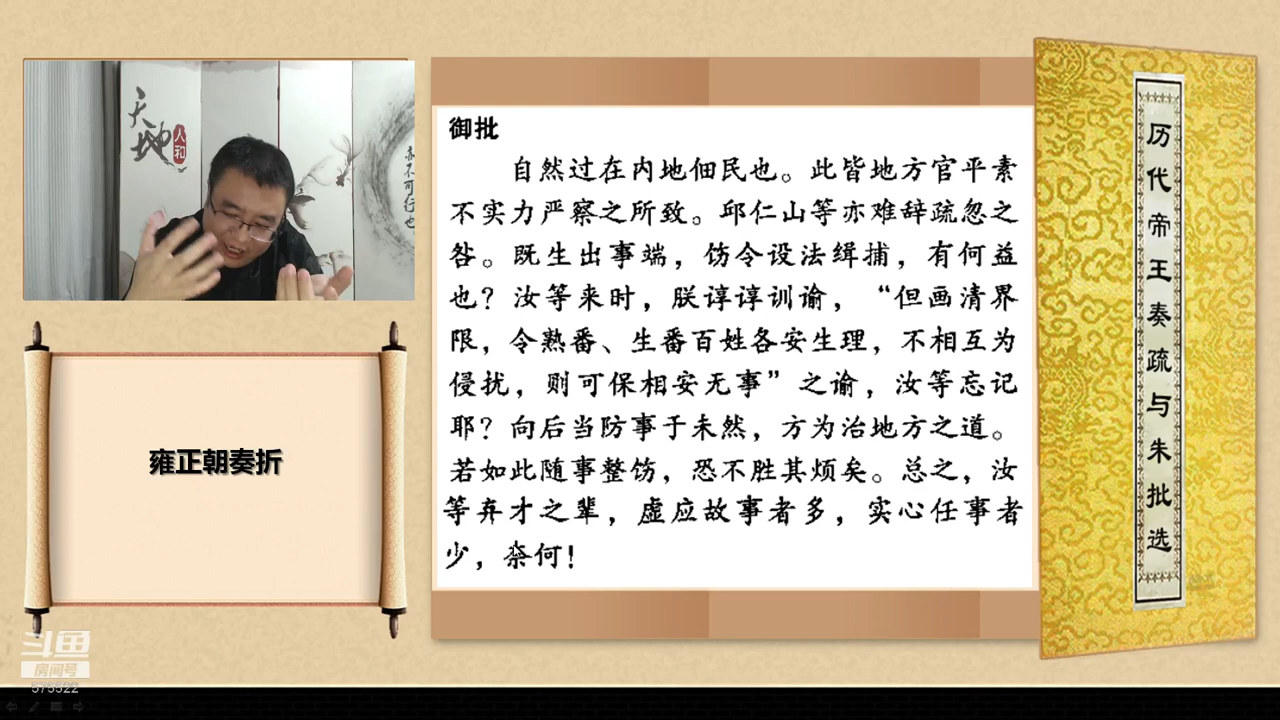 天地
人和
亦不可行也
雍正朝奏折
御批
自然过在内地佃民也。此皆地方官平素
不实力严察之所致。邱仁山等亦难辞疏忽之
咎。既生出事端，饬令设法缉捕，有何益
也？汝等来时，朕谆谆训谕，“但画清界
限，令熟番、生番百姓各安生理，不相互为
侵扰，则可保相安无事”之谕，汝等忘记
耶？向后当防事于未然，方为治地方之道。
若如此随事整饬，恐不胜其烦矣。总之，汝
等弃才之辈，虚应故事者多，实心任事者
少，柰何！
历代帝王奏疏与朱批选
斗鱼
房间号
575522